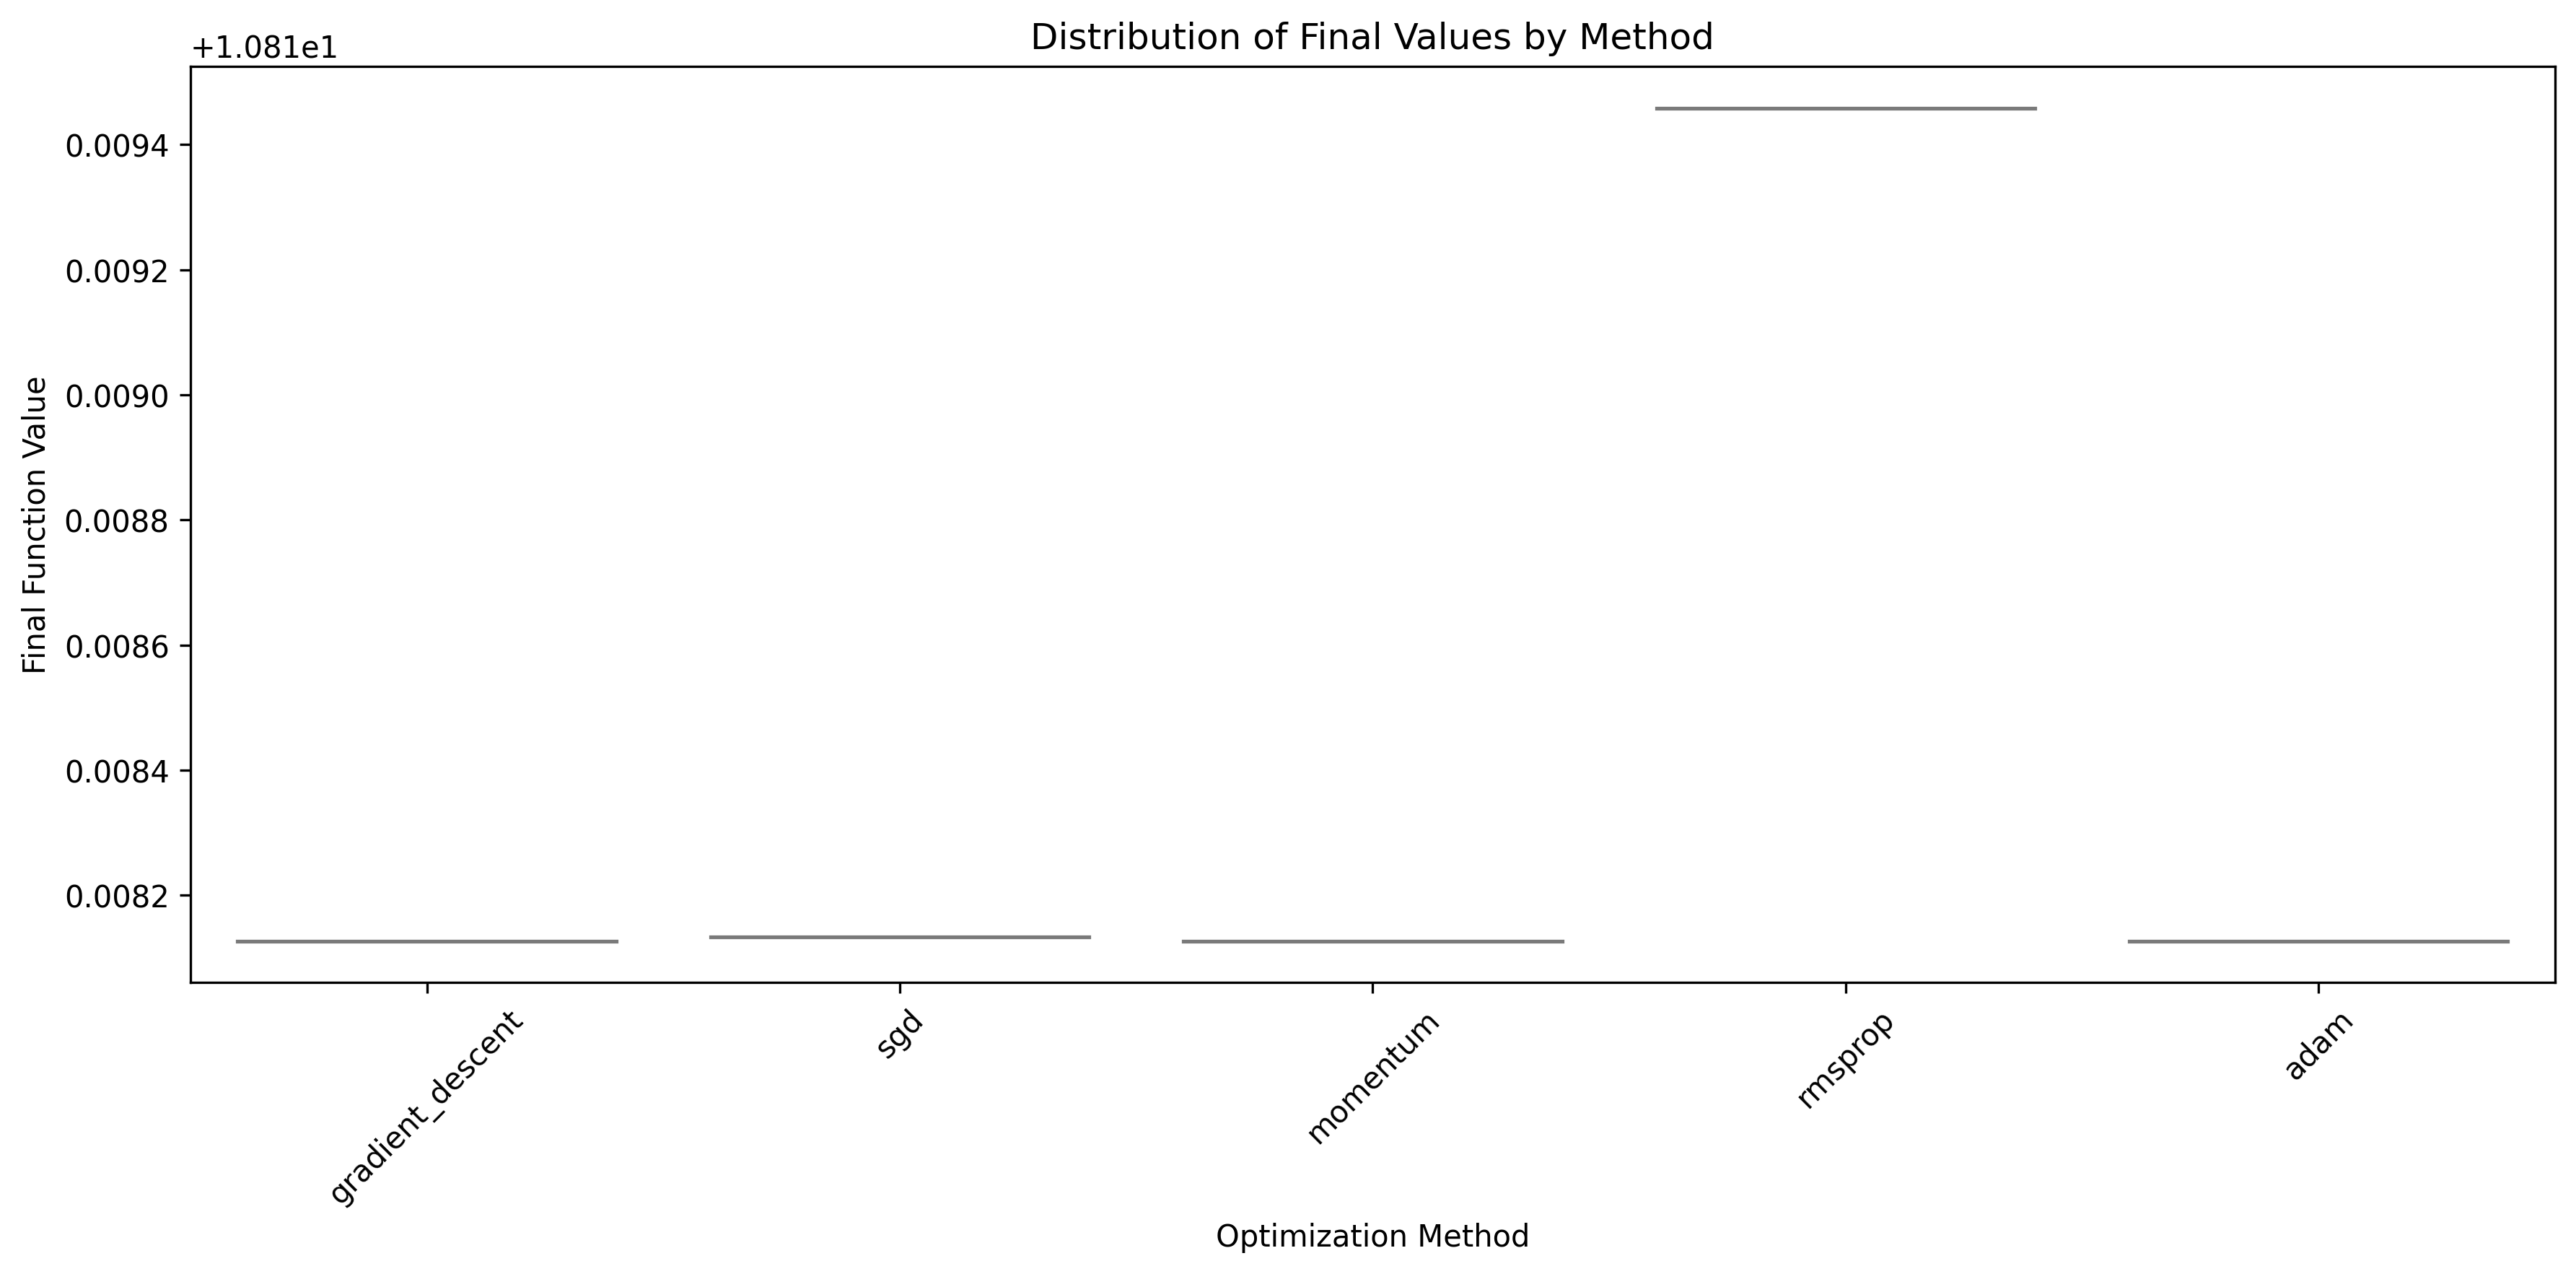 Distribution of Final Values by Method
+1.081e1
0.0094
0.0092
0.0090
0.0088
0.0086
0.0084
0.0082
Final Function Value
gradient_descent
sgd
momentum
rmsprop
adam
Optimization Method